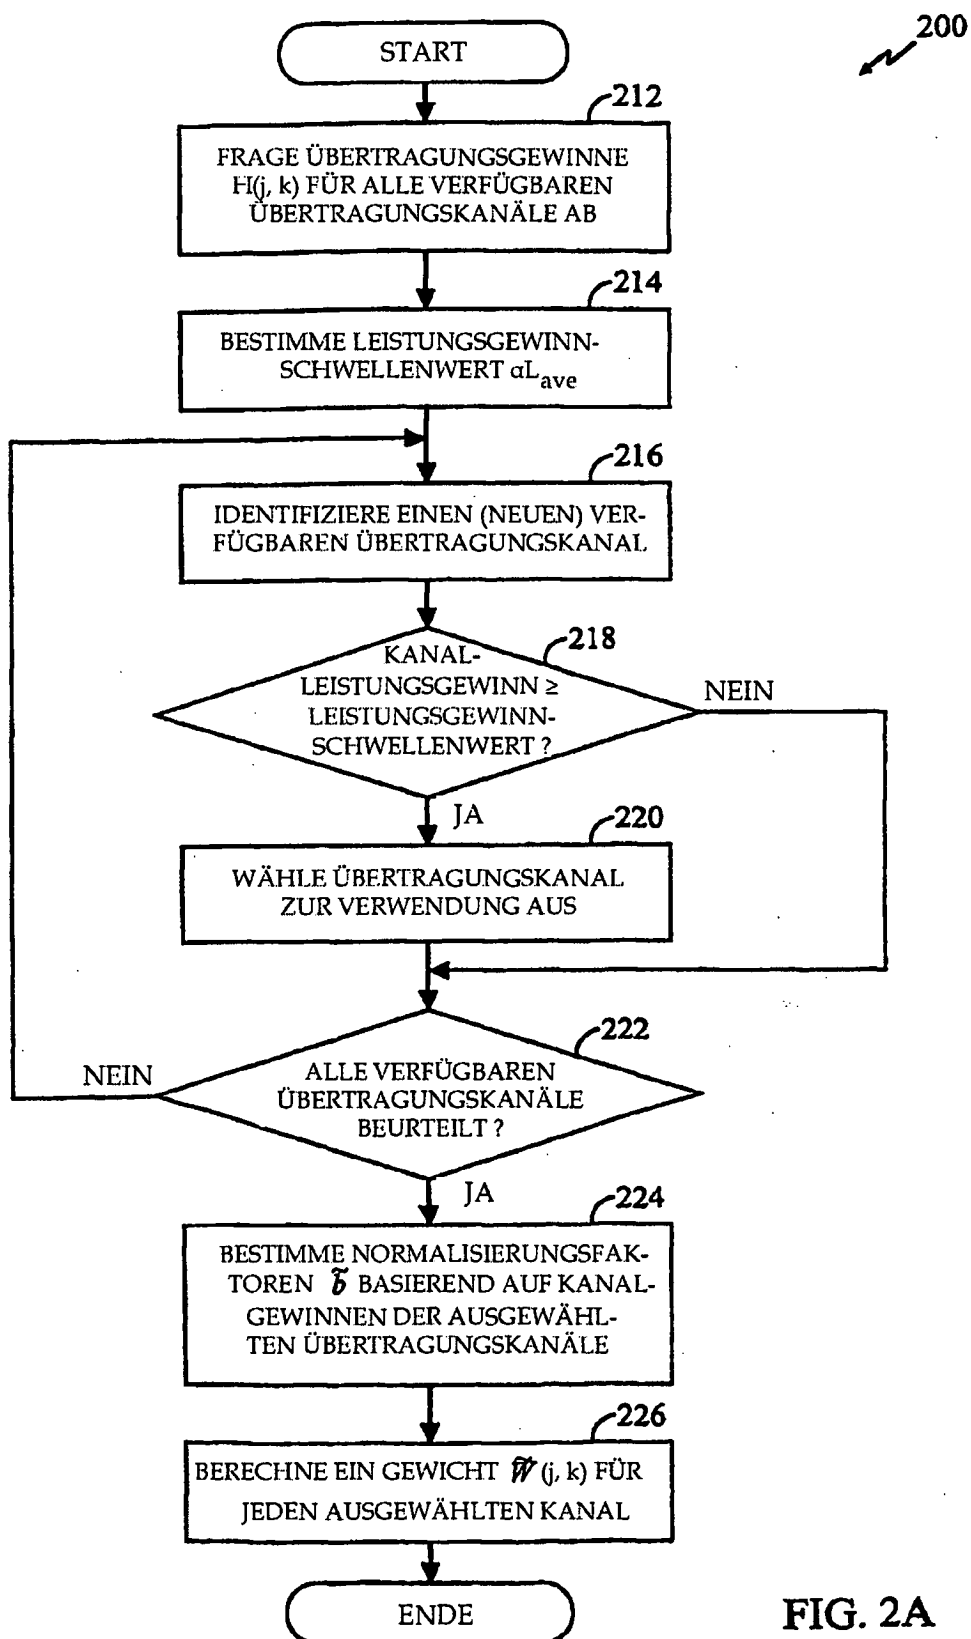 200
START
212
FRAGE ÜBERTRAGUNGSGEWINNE
H(j, k) FÜR ALLE VERFÜGBAREN
ÜBERTRAGUNGSKANÄLE AB
214
BESTIMME LEISTUNGSGEWINN-
SCHWELLENWERT αL_ave
216
IDENTIFIZIERE EINEN (NEUEN) VER-
FÜGBAREN ÜBERTRAGUNGSKANAL
218
KANAL-
LEISTUNGSGEWINN ≥
LEISTUNGSGEWINN-
SCHWELLENWERT ?
NEIN
JA
220
WÄHLE ÜBERTRAGUNGSKANAL
ZUR VERWENDUNG AUS
222
NEIN
ALLE VERFÜGBAREN
ÜBERTRAGUNGSKANÄLE
BEURTEILT ?
JA
224
BESTIMME NORMALISIERUNGSFAK-
TOREN b̃ BASIEREND AUF KANAL-
GEWINNEN DER AUSGEWÄHL-
TEN ÜBERTRAGUNGSKANÄLE
226
BERECHNE EIN GEWICHT W̃ (j, k) FÜR
JEDEN AUSGEWÄHLTEN KANAL
ENDE
FIG. 2A